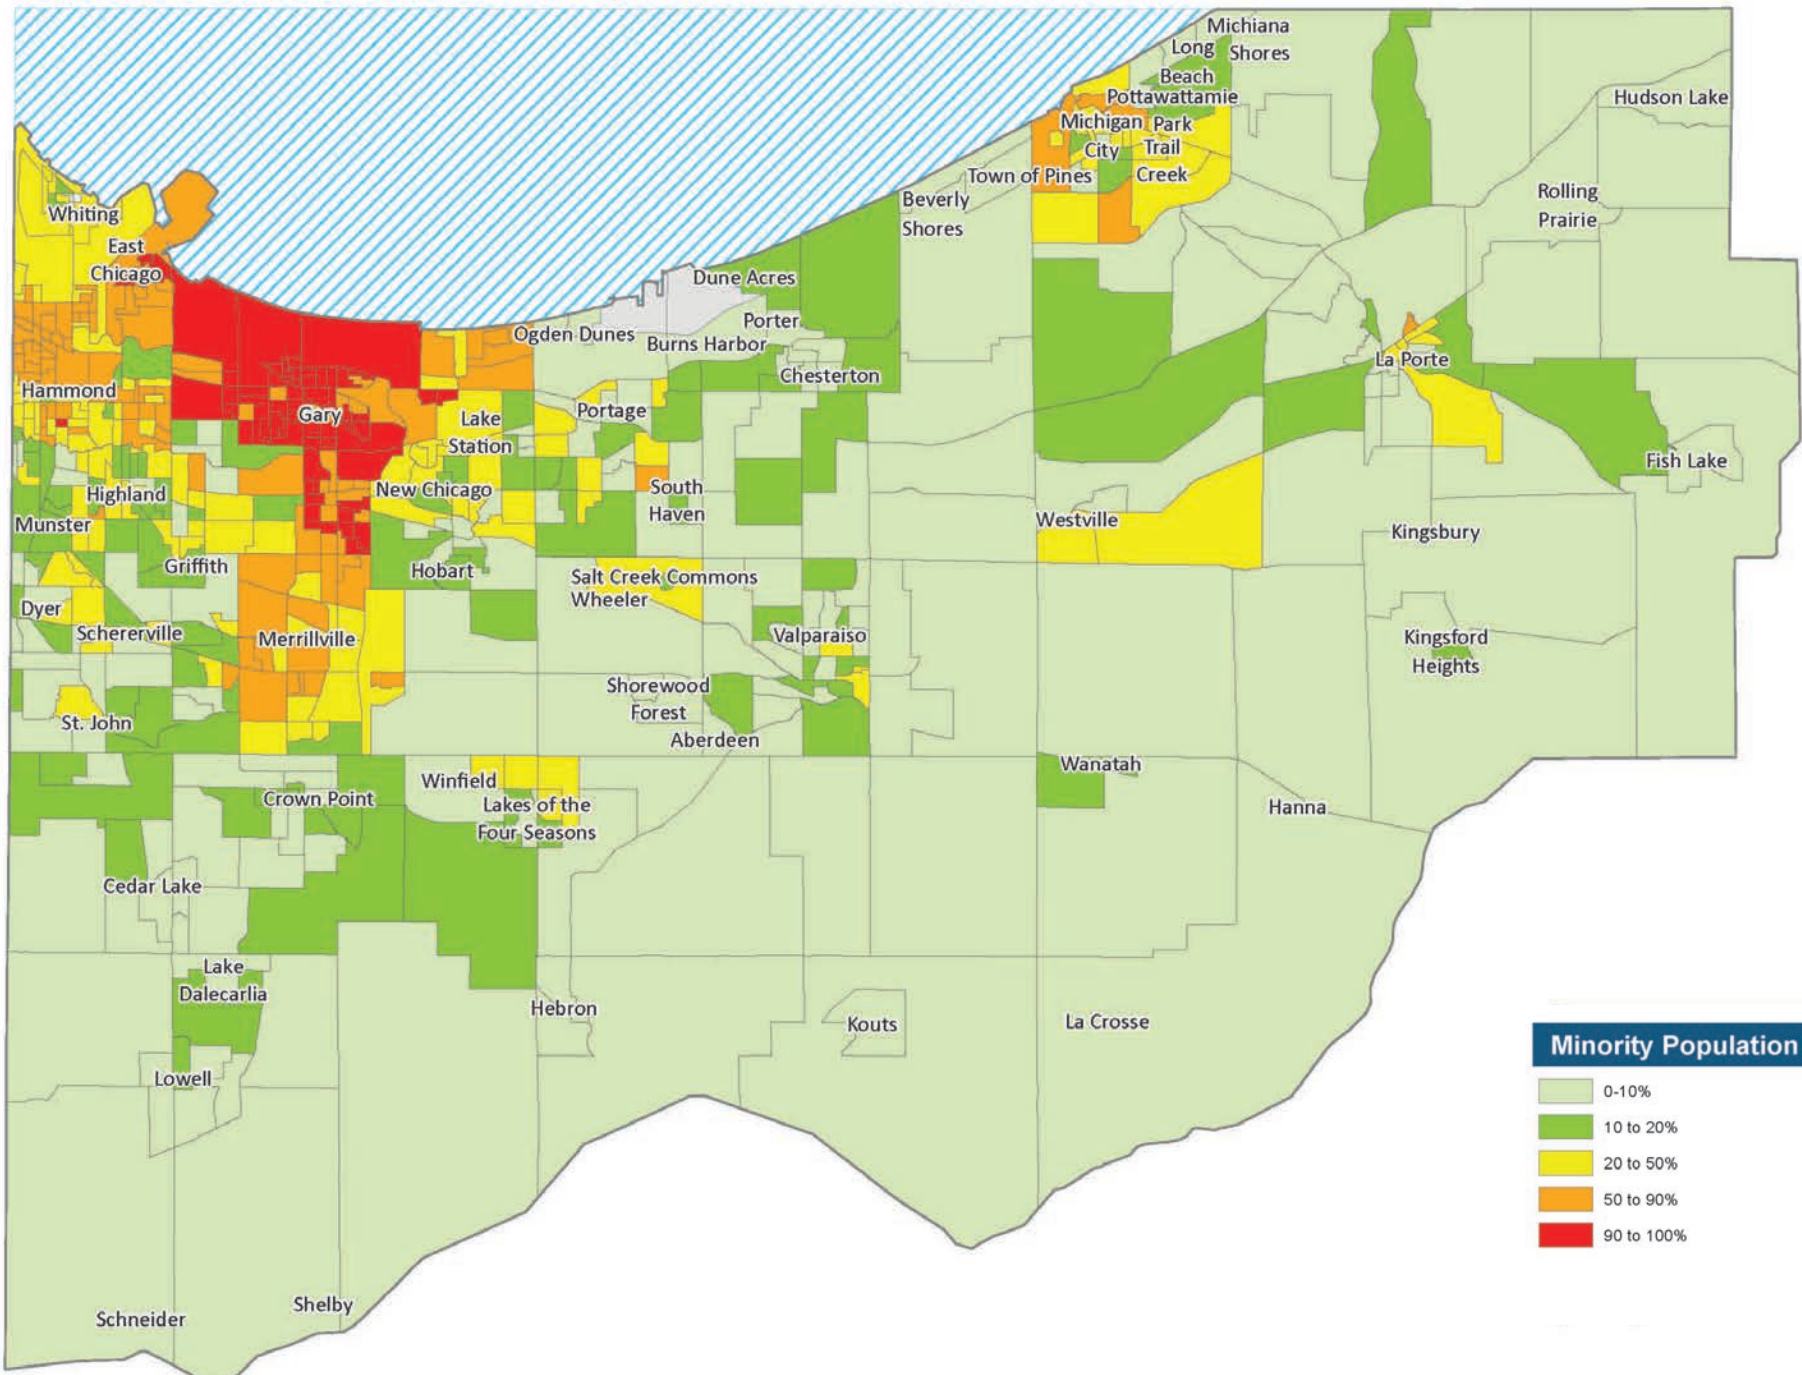 Michiana
Shores
Long
Beach
Pottawattamie
Park
Hudson Lake
Michigan
City
Trail
Creek
Town of Pines
Rolling
Prairie
Beverly
Shores
Whiting
East
Chicago
Dune Acres
Porter
Ogden Dunes
Burns Harbor
La Porte
Chesterton
Hammond
Gary
Portage
Lake
Station
Fish Lake
Highland
New Chicago
South
Haven
Munster
Westville
Kingsbury
Griffith
Hobart
Salt Creek Commons
Wheeler
Dyer
Schererville
Merrillville
Valparaiso
Kingsford
Heights
Shorewood
Forest
St. John
Aberdeen
Wanatah
Winfield
Crown Point
Lakes of the
Four Seasons
Hanna
Cedar Lake
Lake
Dalecarlia
Hebron
Kouts
La Crosse
Lowell
Schneider
Shelby
Minority Population
0-10%
10 to 20%
20 to 50%
50 to 90%
90 to 100%